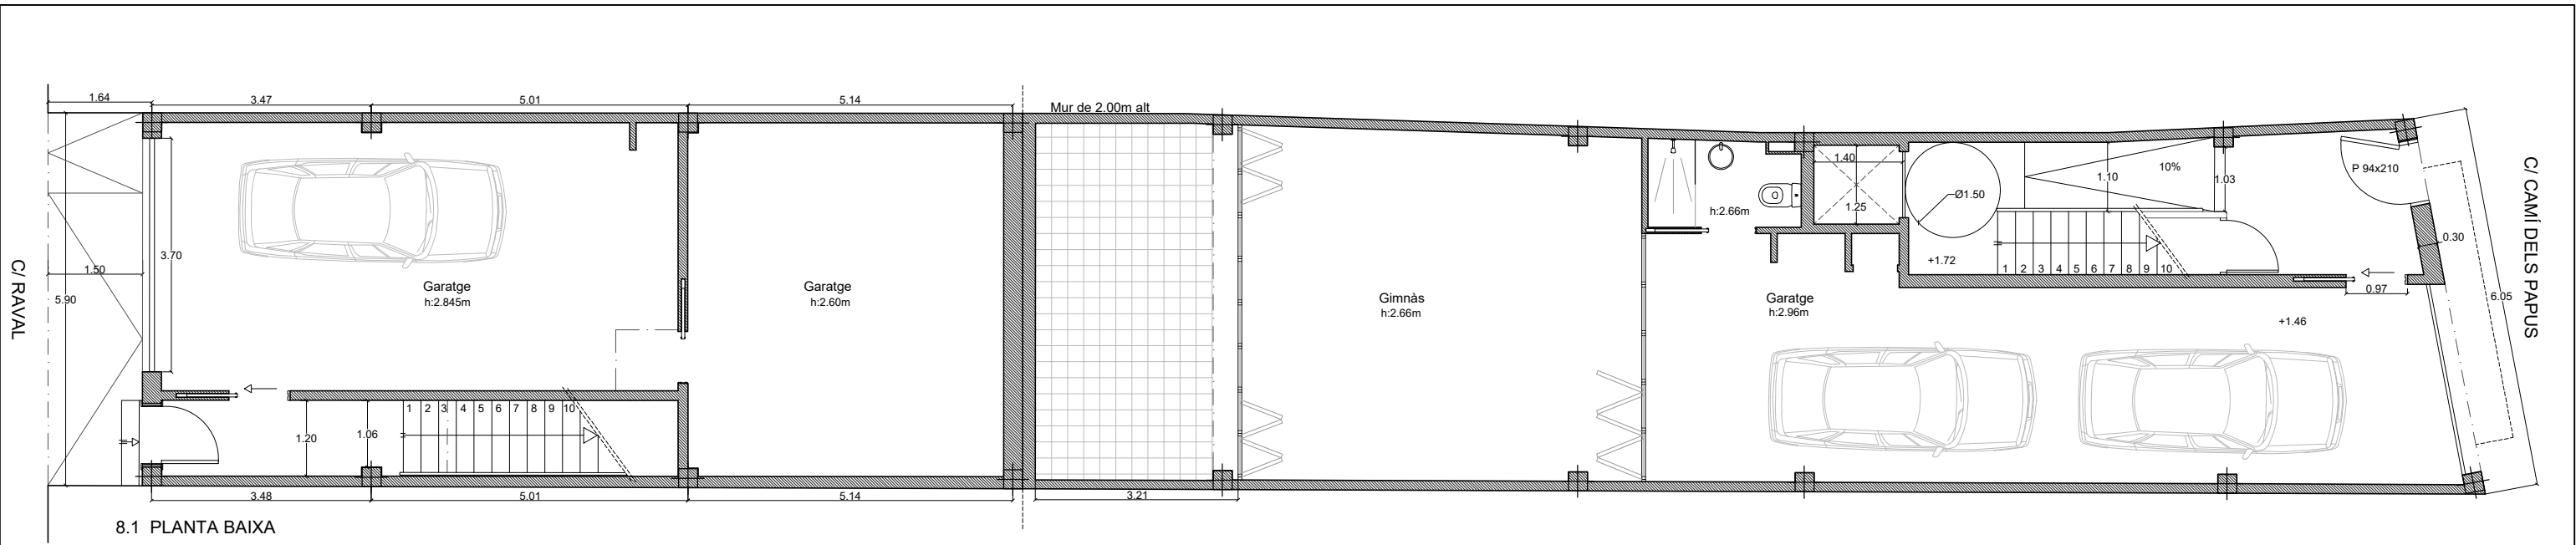 1.64
3.47
5.01
5.14
Mur de 2.00m alt
C/ RAVAL
1.50
5.90
3.70
Garatge
h:2.845m
Garatge
h:2.60m
1.20
1.06
1 2 3 4 5 6 7 8 9 10
3.48
5.01
5.14
3.21
Gimnàs
h:2.66m
h:2.66m
1.40
1.25
Ø1.50
1.10
10%
1.03
P 94x210
+1.72
1 2 3 4 5 6 7 8 9 10
Garatge
h:2.96m
0.30
0.97
+1.46
6.05
C/ CAMÍ DELS PAPUS
8.1 PLANTA BAIXA